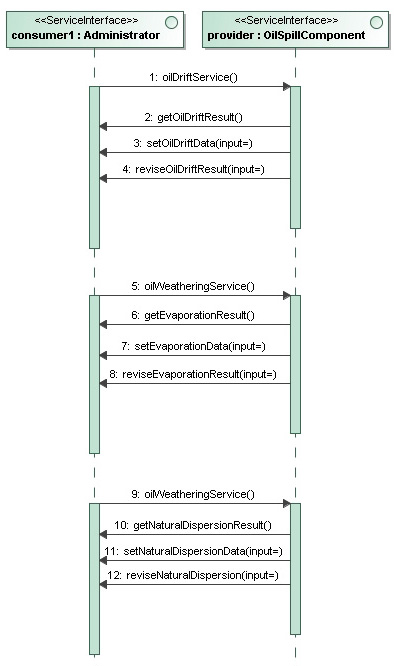 <<ServiceInterface>>
consumer1 : Administrator
<<ServiceInterface>>
provider : OilSpillComponent
1: oilDriftService()
2: getOilDriftResult()
3: setOilDriftData(input=)
4: reviseOilDriftResult(input=)
5: oilWeatheringService()
6: getEvaporationResult()
7: setEvaporationData(input=)
8: reviseEvaporationResult(input=)
9: oilWeatheringService()
10: getNaturalDispersionResult()
11: setNaturalDispersionData(input=)
12: reviseNaturalDispersion(input=)